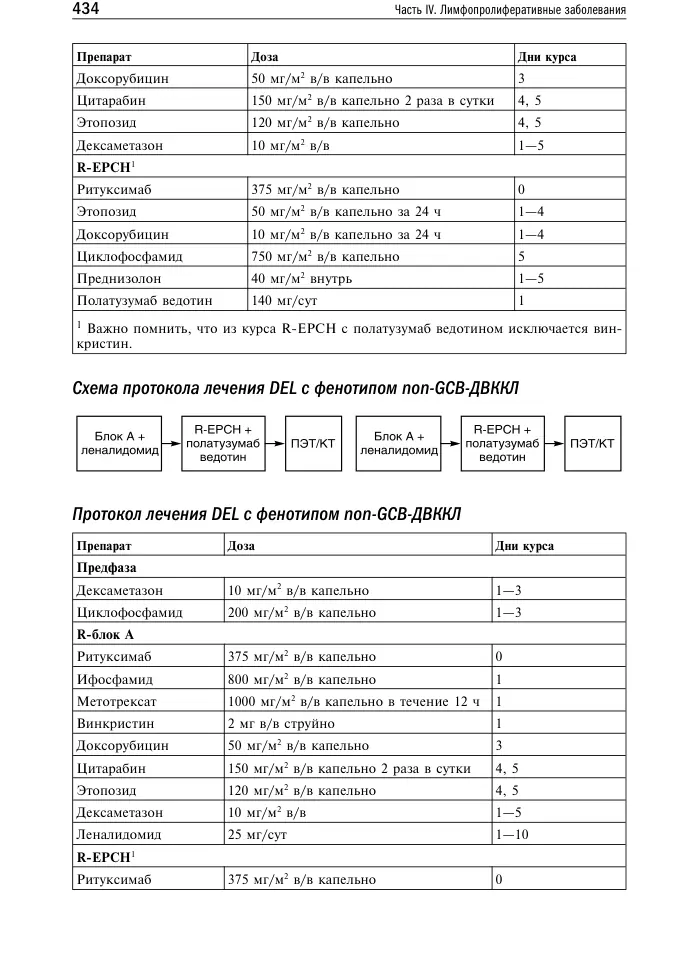 434
Часть IV. Лимфопролиферативные заболевания
Препарат Доза Дни курса
Доксорубицин 50 мг/м² в/в капельно 3
Цитарабин 150 мг/м² в/в капельно 2 раза в сутки 4, 5
Этопозид 120 мг/м² в/в капельно 4, 5
Дексаметазон 10 мг/м² в/в 1—5
R-EPCH¹
Ритуксимаб 375 мг/м² в/в капельно 0
Этопозид 50 мг/м² в/в капельно за 24 ч 1—4
Доксорубицин 10 мг/м² в/в капельно за 24 ч 1—4
Циклофосфамид 750 мг/м² в/в капельно 5
Преднизолон 40 мг/м² внутрь 1—5
Полатузумаб ведотин 140 мг/сут 1
¹ Важно помнить, что из курса R-EPCH с полатузумаб ведотином исключается вин-
кристин.
Схема протокола лечения DEL с фенотипом non-GCB-ДВККЛ
Блок А +
леналидомид
R-EPCH +
полатузумаб
ведотин
ПЭТ/КТ
Блок А +
леналидомид
R-EPCH +
полатузумаб
ведотин
ПЭТ/КТ
Протокол лечения DEL с фенотипом non-GCB-ДВККЛ
Препарат Доза Дни курса
Предфаза
Дексаметазон 10 мг/м² в/в капельно 1—3
Циклофосфамид 200 мг/м² в/в капельно 1—3
R-блок А
Ритуксимаб 375 мг/м² в/в капельно 0
Ифосфамид 800 мг/м² в/в капельно 1
Метотрексат 1000 мг/м² в/в капельно в течение 12 ч 1
Винкристин 2 мг в/в струйно 1
Доксорубицин 50 мг/м² в/в капельно 3
Цитарабин 150 мг/м² в/в капельно 2 раза в сутки 4, 5
Этопозид 120 мг/м² в/в капельно 4, 5
Дексаметазон 10 мг/м² в/в 1—5
Леналидомид 25 мг/сут 1—10
R-EPCH¹
Ритуксимаб 375 мг/м² в/в капельно 0